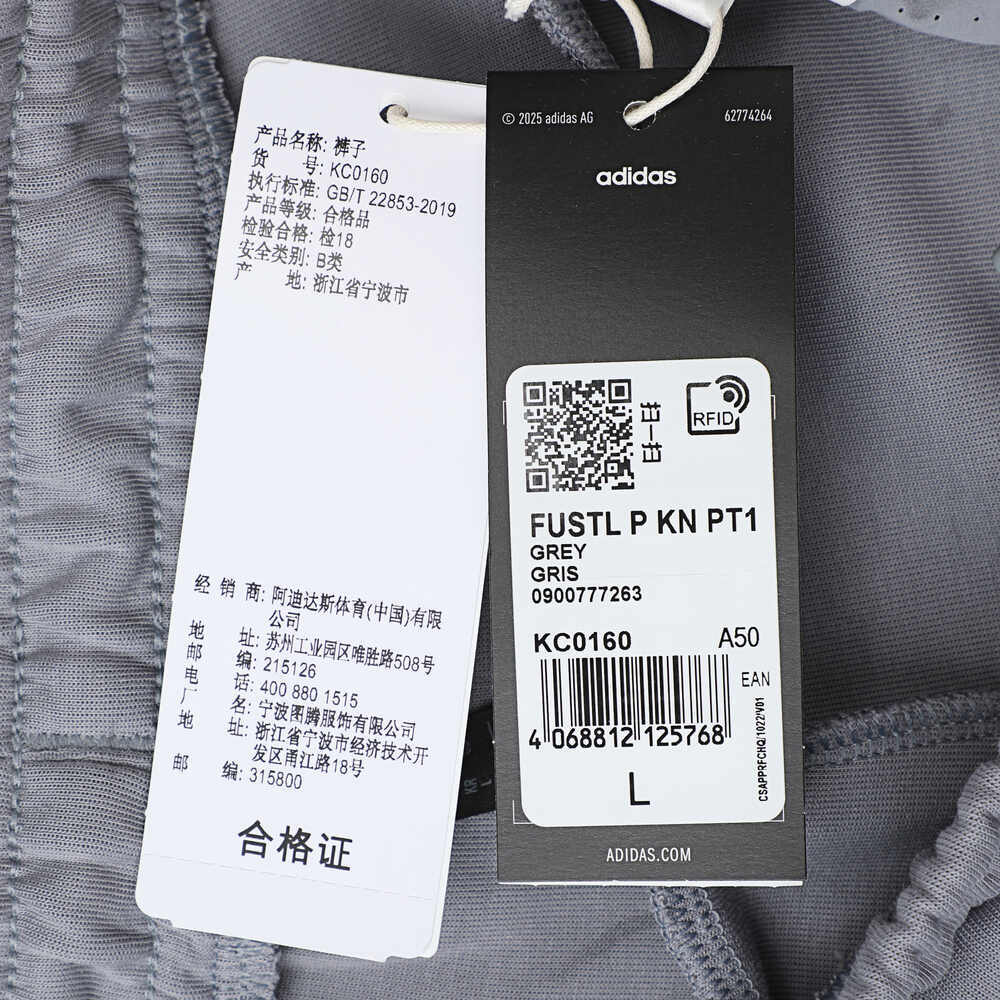 产品名称: 裤子
货 号: KC0160
执行标准: GB/T 22853-2019
产品等级: 合格品
检验合格: 检18
安全类别: B类
产 地: 浙江省宁波市
经 销 商: 阿迪达斯体育(中国)有限
公司
地 址: 苏州工业园区唯胜路508号
邮 编: 215126
电 话: 400 880 1515
厂 名: 宁波图腾服饰有限公司
地 址: 浙江省宁波市经济技术开
发区甬江路18号
邮 编: 315800
合格证
© 2025 adidas AG
62774264
adidas
扫一扫
RFID
FUSTL P KN PT1
GREY
GRIS
0900777263
KC0160 A50
EAN
4 068812 125768
L
CSAPPRFCHQ/1022/V01
ADIDAS.COM
KR
L